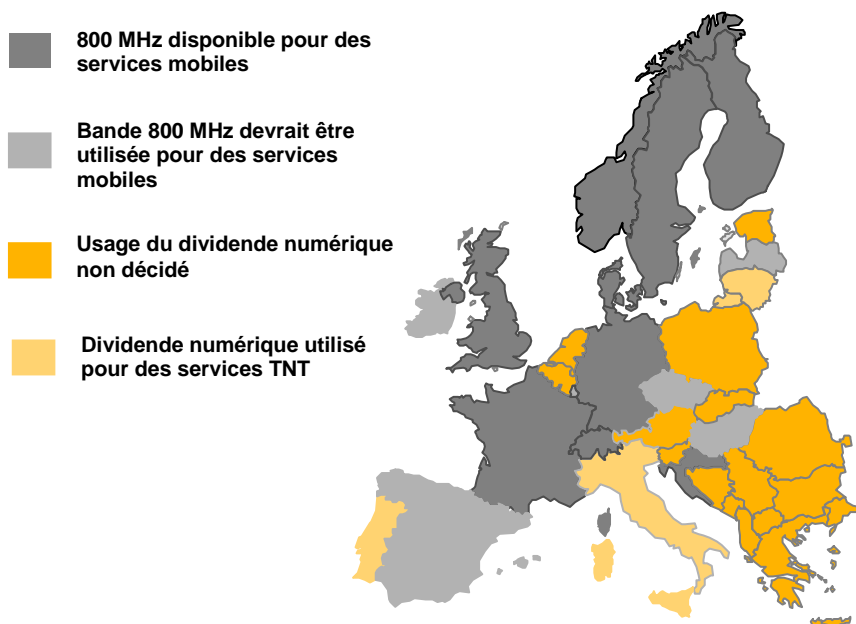 800 MHz disponible pour des
services mobiles
Bande 800 MHz devrait être
utilisée pour des services
mobiles
Usage du dividende numérique
non décidé
Dividende numérique utilisé
pour des services TNT